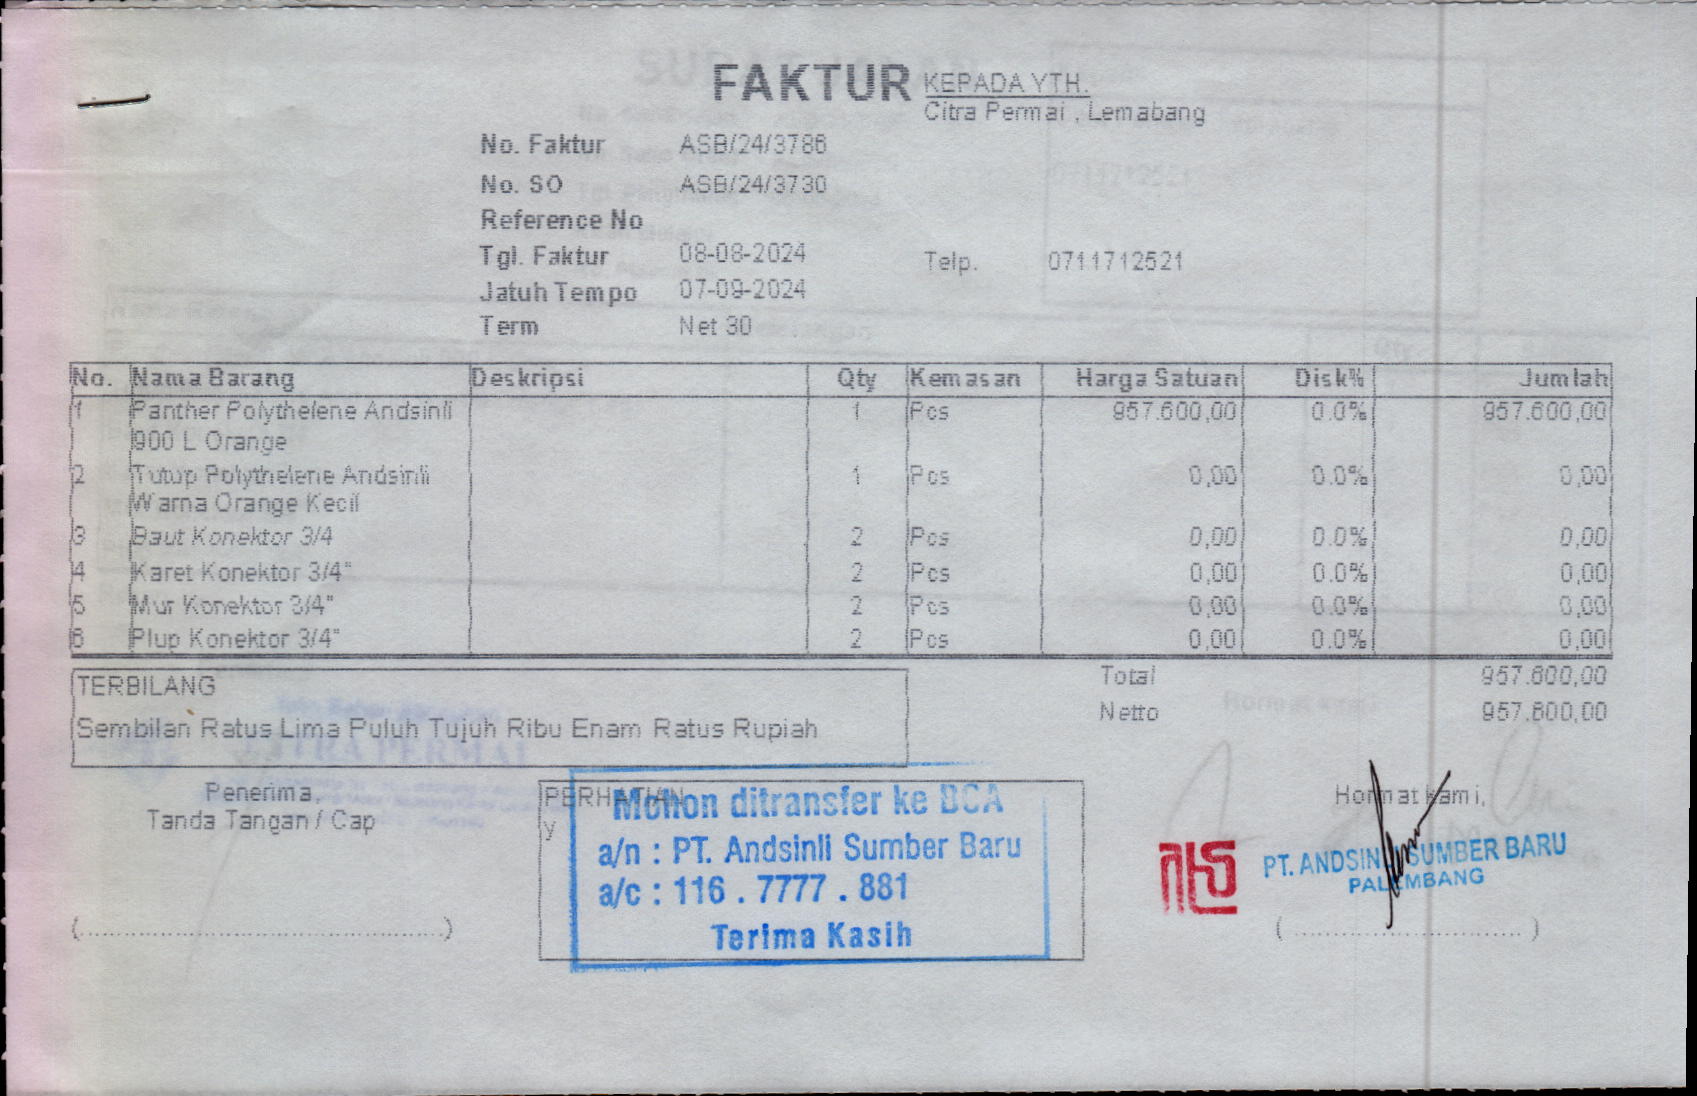 FAKTUR
KEPADA YTH.
Citra Permai , Lemabang
No. Faktur ASB/24/3786
No. SO ASB/24/3730
Reference No
Tgl. Faktur 08-08-2024
Telp. 0711712521
Jatuh Tempo 07-09-2024
Term Net 30
No. Nama Barang Deskripsi Qty Kemasan Harga Satuan Disk% Jumlah
1 Panther Polythelene Andsinli 1 Pcs 957.600,00 0.0% 957.600,00
900 L Orange
2 Tutup Polythelene Andsinli 1 Pcs 0,00 0.0% 0,00
Warna Orange Kecil
3 Baut Konektor 3/4 2 Pcs 0,00 0.0% 0,00
4 Karet Konektor 3/4" 2 Pcs 0,00 0.0% 0,00
5 Mur Konektor 3/4" 2 Pcs 0,00 0.0% 0,00
6 Plup Konektor 3/4" 2 Pcs 0,00 0.0% 0,00
Total 957.600,00
Netto 957.600,00
TERBILANG
Sembilan Ratus Lima Puluh Tujuh Ribu Enam Ratus Rupiah
Penerima,
Tanda Tangan / Cap
(..........................................)
PERHATIAN
y
Mohon ditransfer ke BCA
a/n : PT. Andsinli Sumber Baru
a/c : 116 . 7777 . 881
Terima Kasih
Hormat kami,
PT. ANDSINLI SUMBER BARU
PALEMBANG
( ............................ )